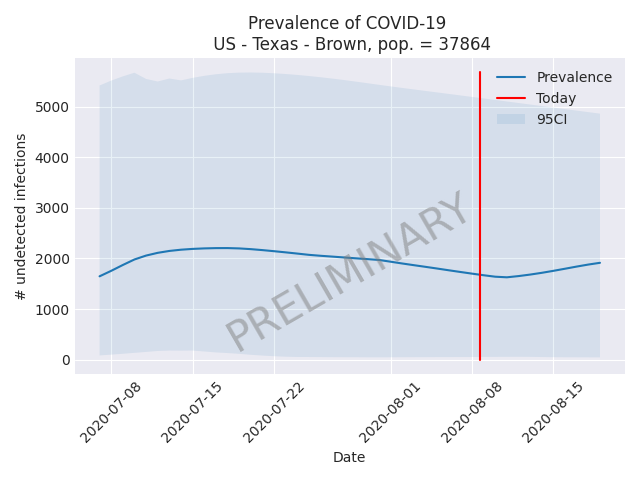 Prevalence of COVID-19
US - Texas - Brown, pop. = 37864
# undetected infections
5000
4000
3000
2000
1000
0
Prevalence
Today
95CI
PRELIMINARY
2020-07-08
2020-07-15
2020-07-22
2020-08-01
2020-08-08
2020-08-15
Date